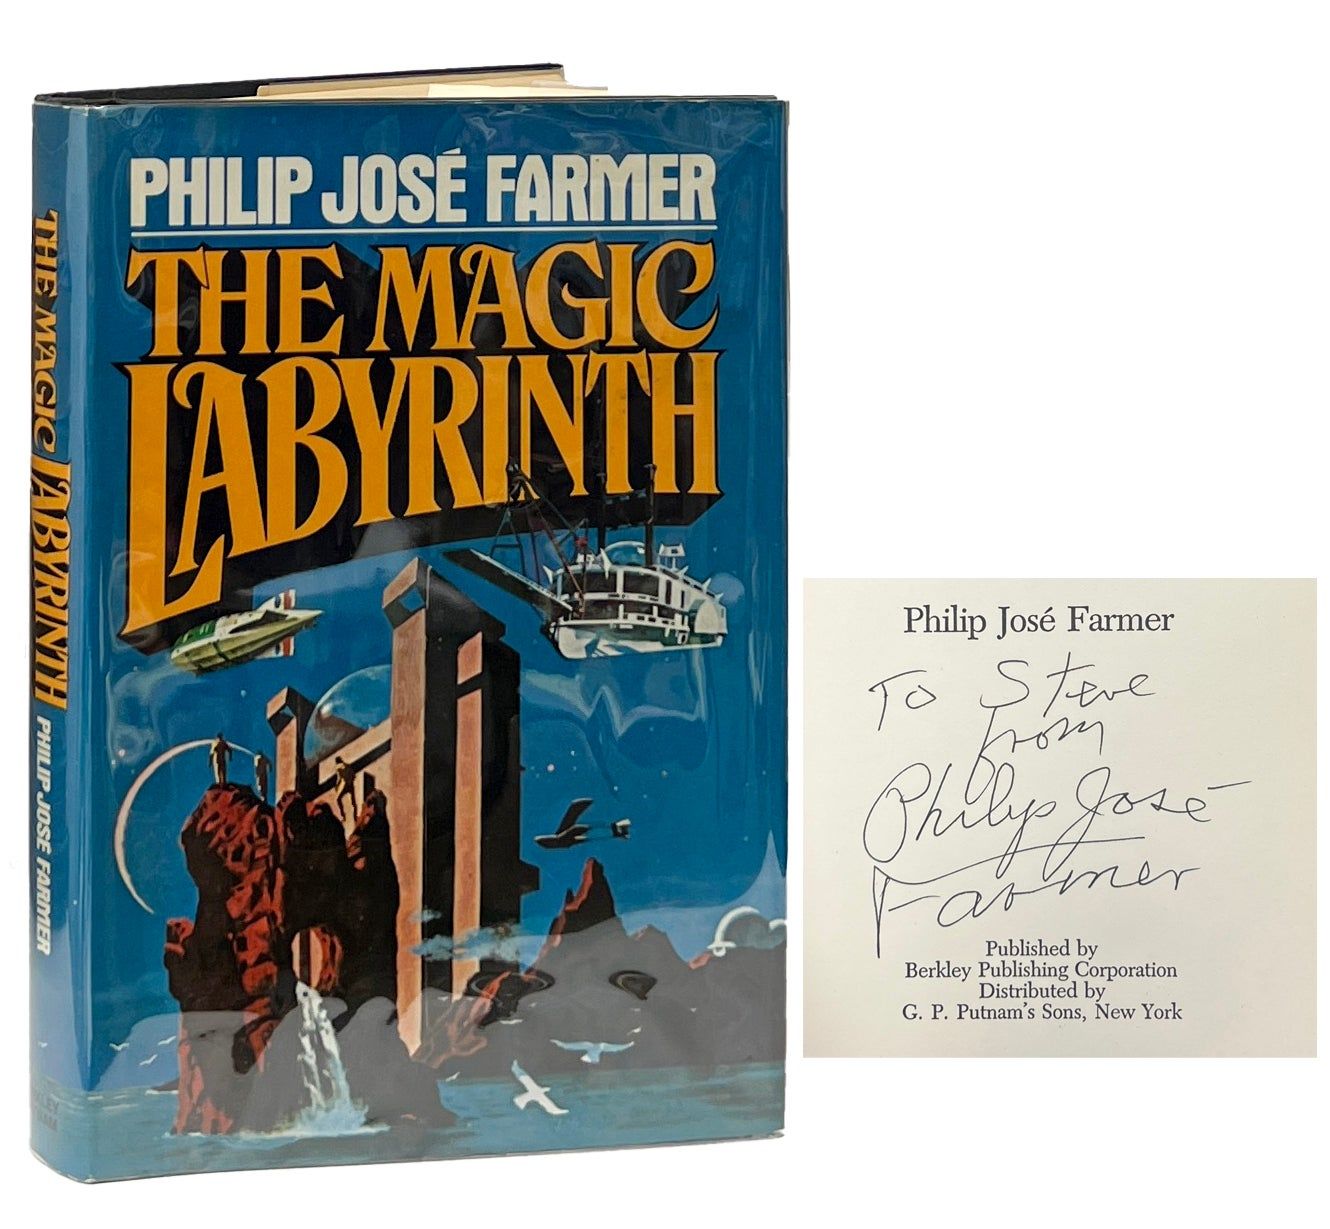 PHILIP JOSÉ FARMER
THE MAGIC
LABYRINTH
THE MAGIC LABYRINTH PHILIP JOSÉ FARMER
Philip José Farmer
To Steve
from
Philip José
Farmer
Published by
Berkley Publishing Corporation
Distributed by
G. P. Putnam's Sons, New York